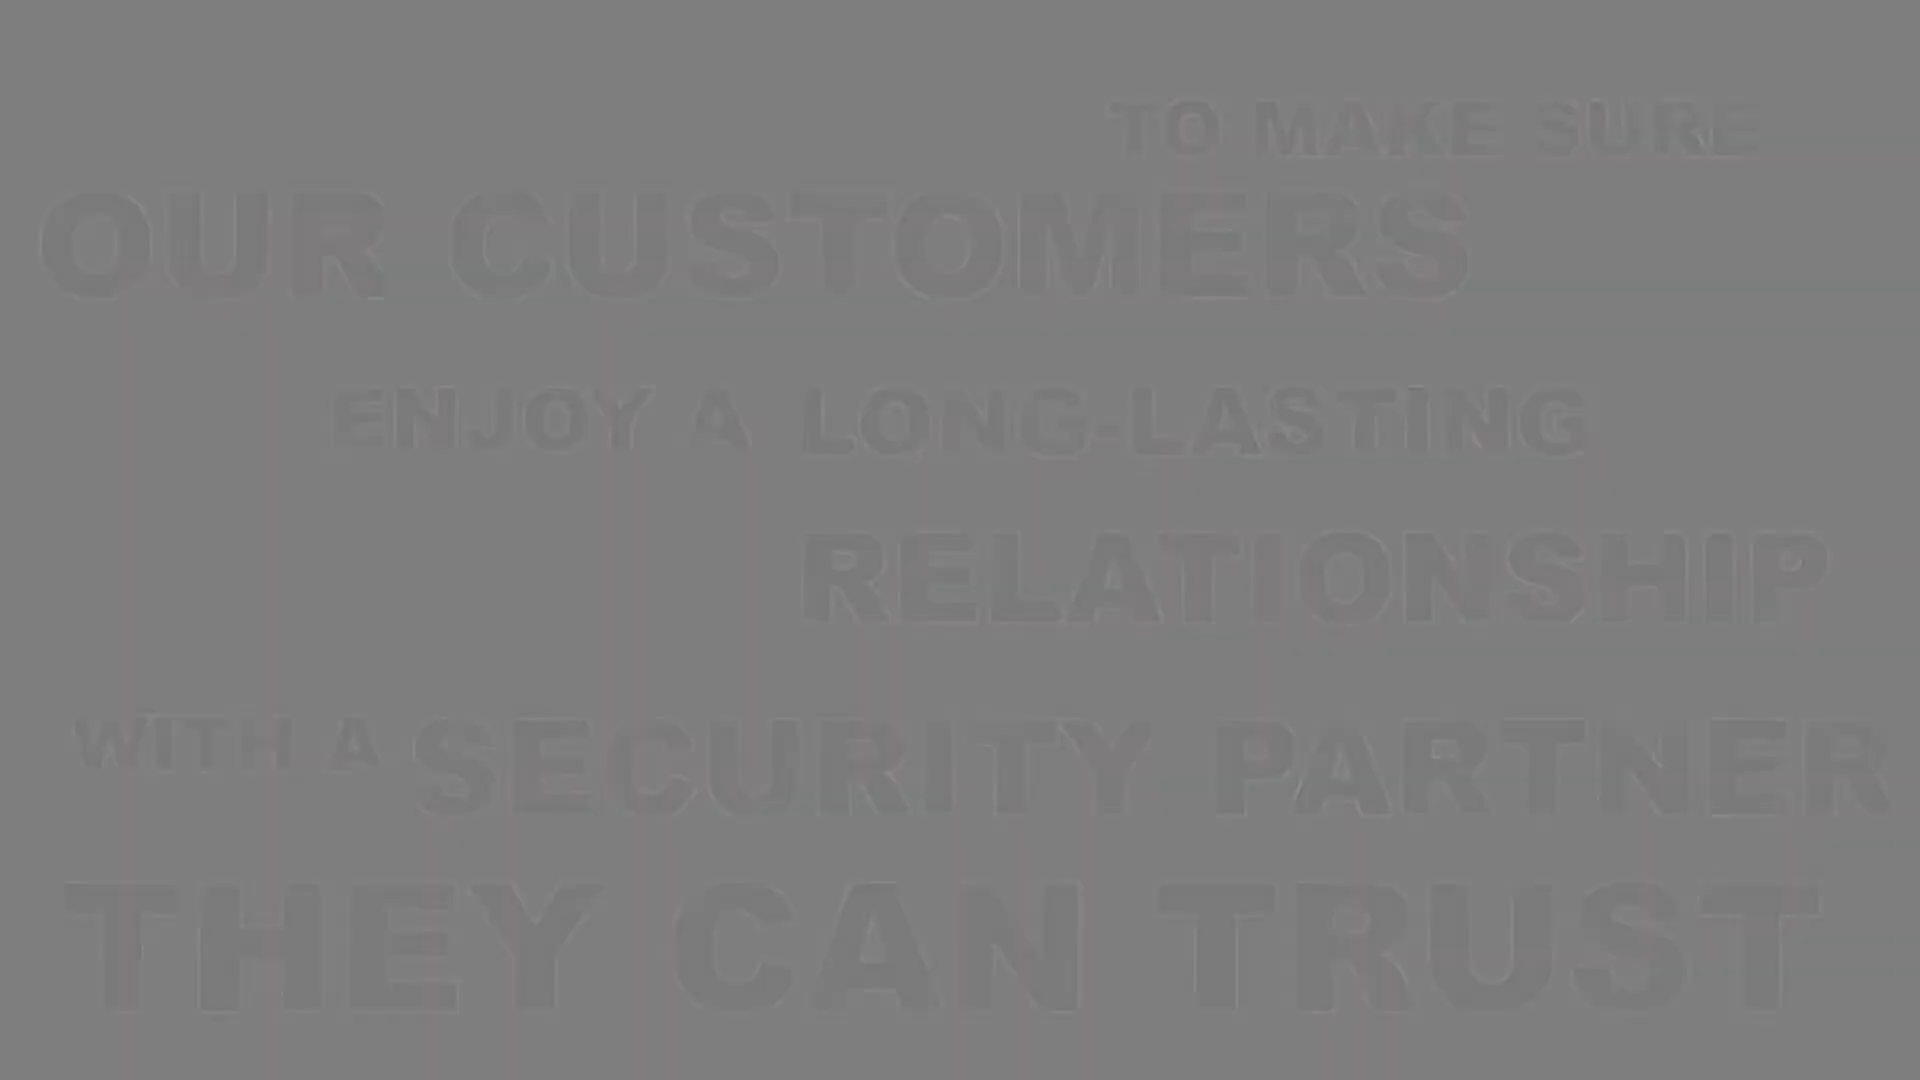 TO MAKE SURE
OUR CUSTOMERS
ENJOY A LONG-LASTING
RELATIONSHIP
WITH A SECURITY PARTNER
THEY CAN TRUST